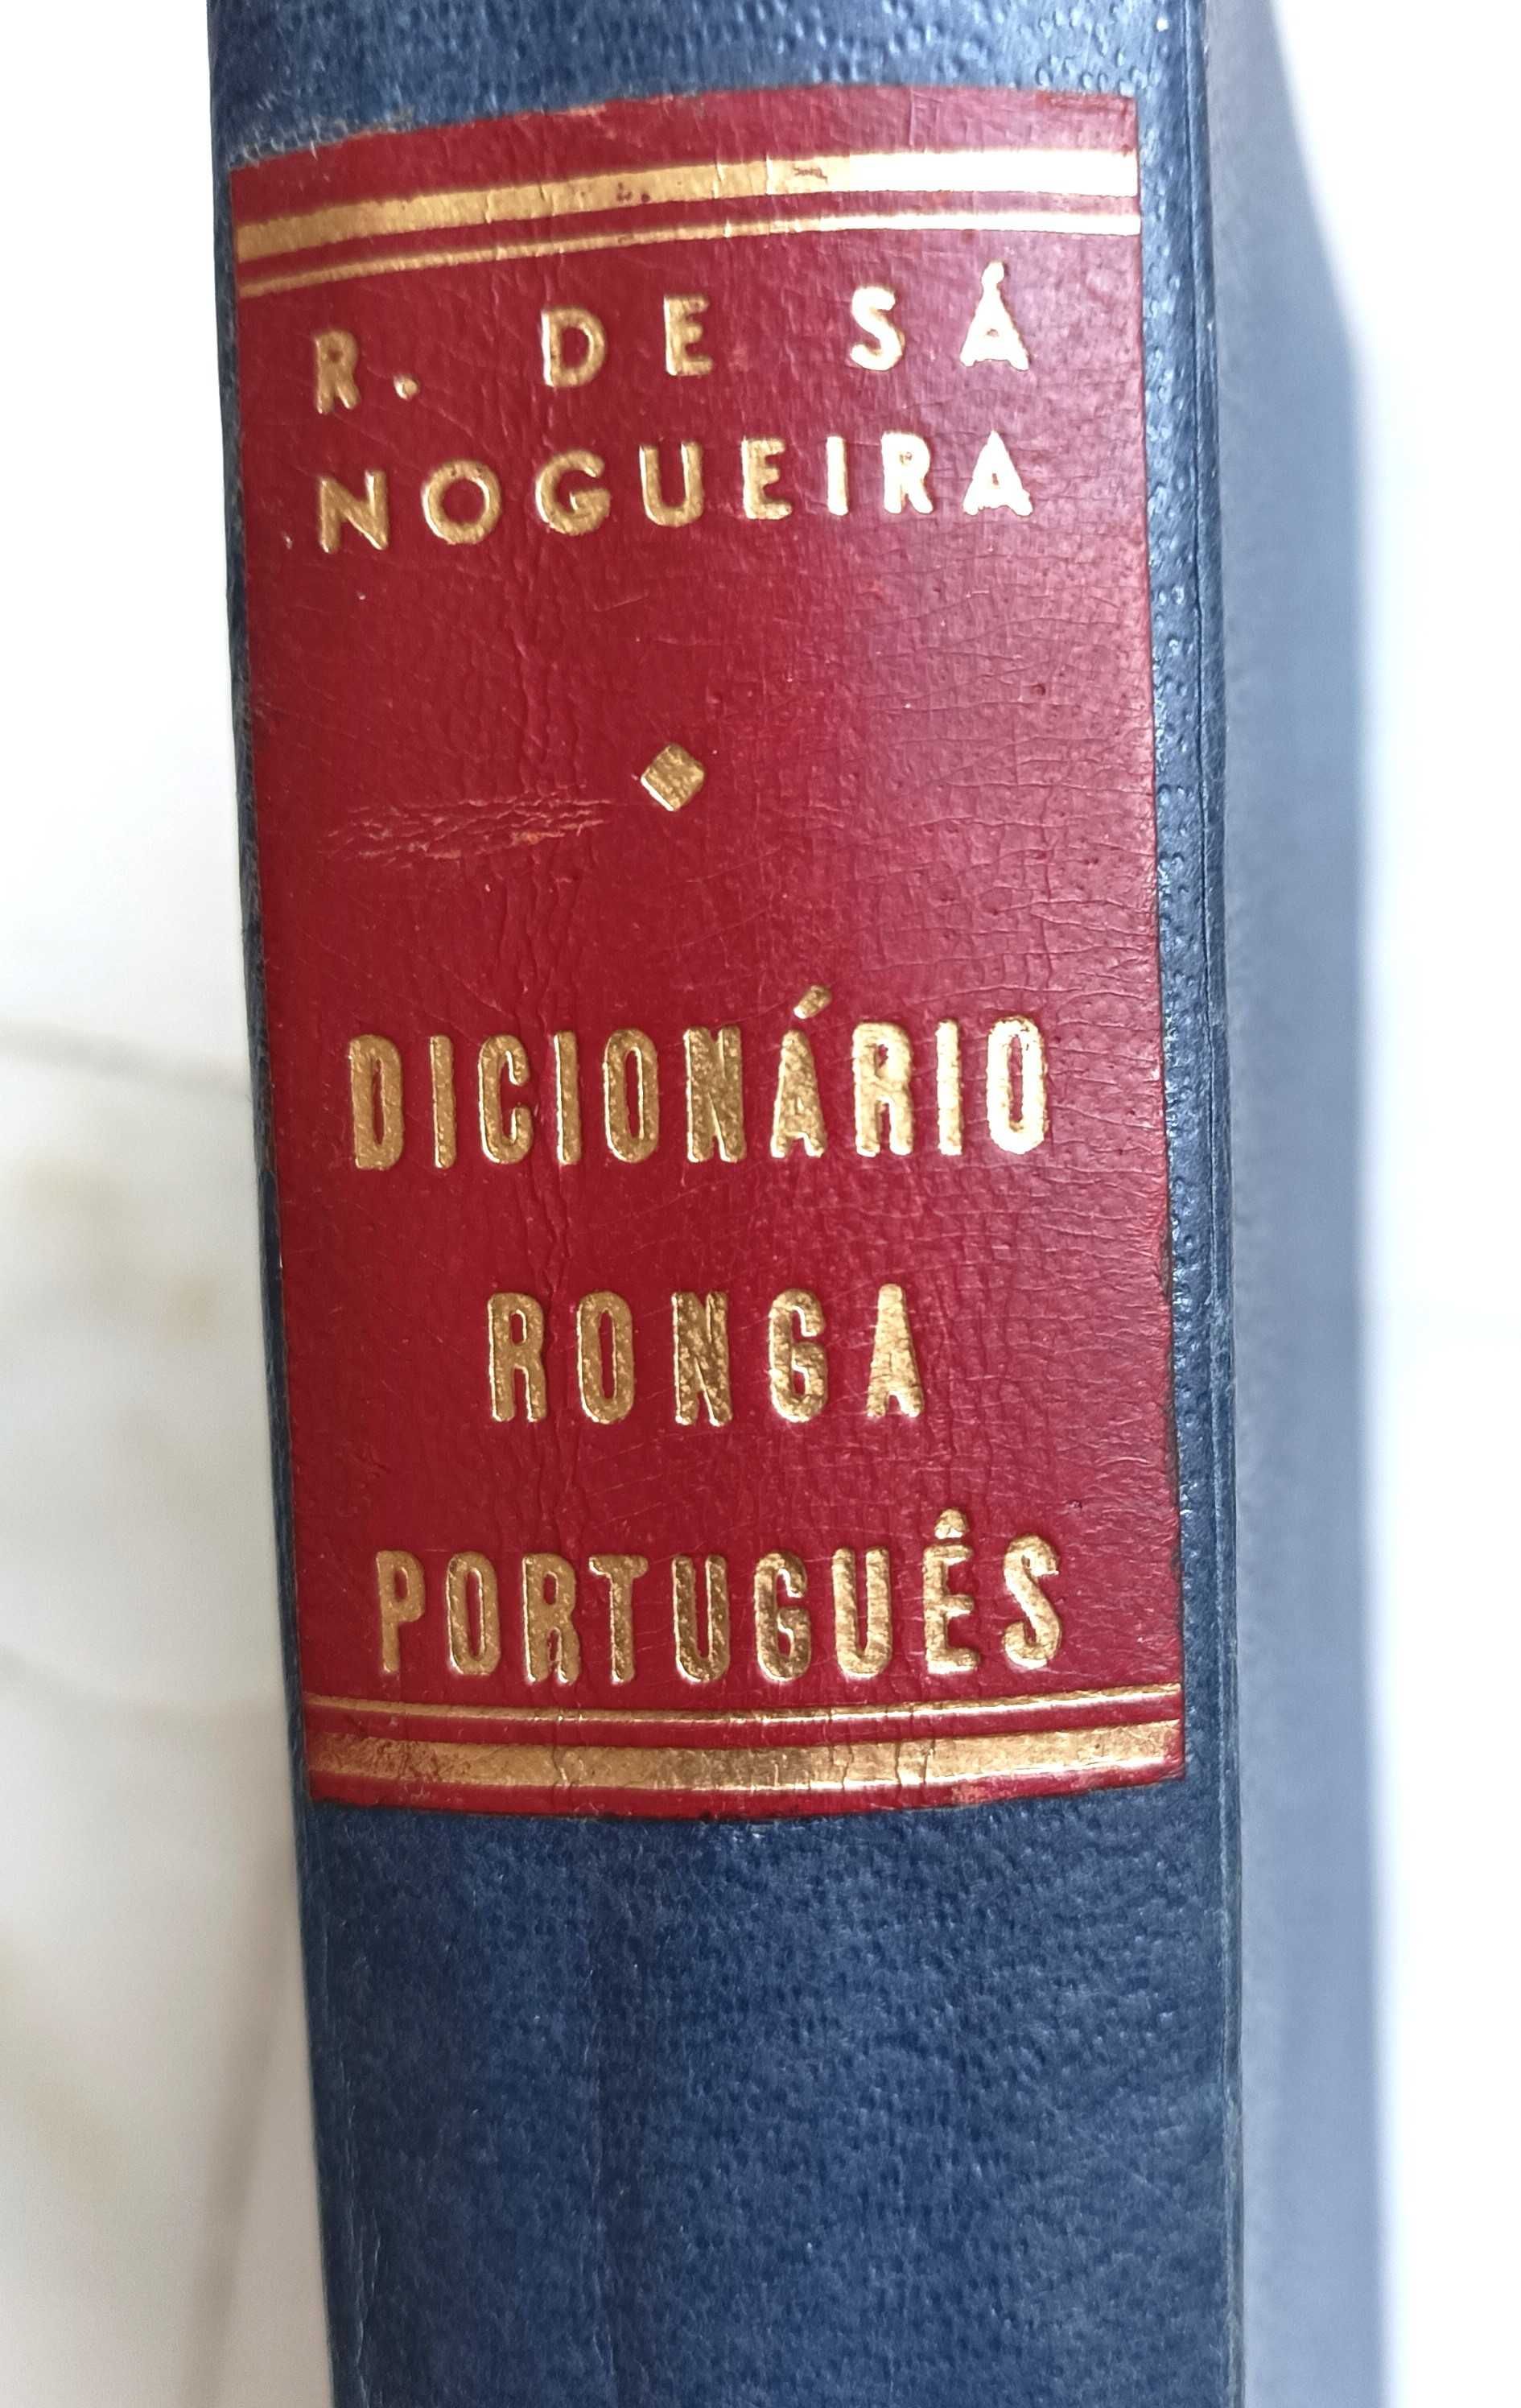 R. DE SÁ
NOGUEIRA
DICIONÁRIO
RONGA
PORTUGUÊS